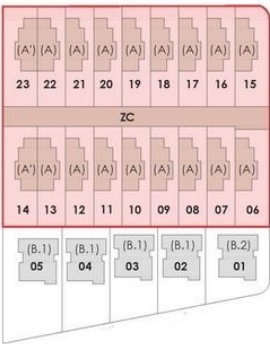 (A') (A) (A) (A) (A) (A) (A) (A) (A)
23 22 21 20 19 18 17 16 15
ZC
(A') (A) (A) (A) (A) (A) (A) (A) (A)
14 13 12 11 10 09 08 07 06
(B.1) (B.1) (B.1) (B.1) (B.2)
05 04 03 02 01